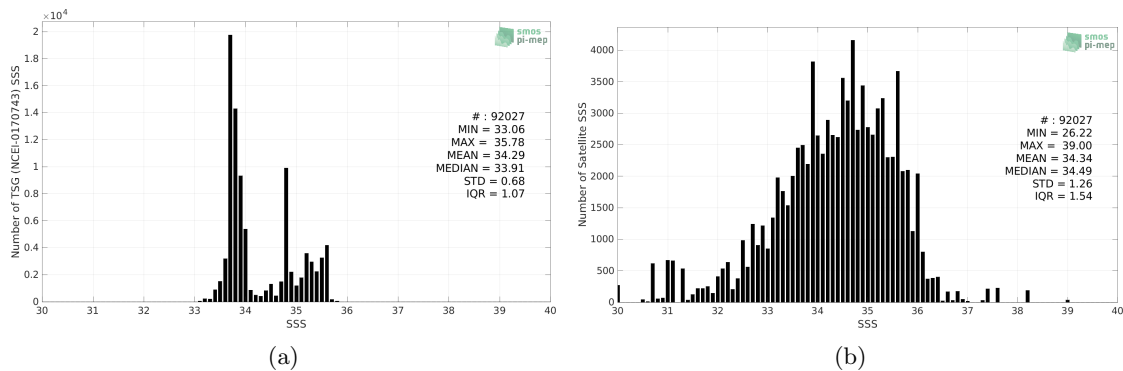 ×10⁴
2
1.8
1.6
1.4
1.2
1
0.8
0.6
0.4
0.2
0
30 31 32 33 34 35 36 37 38 39 40
SSS
Number of TSG (NCEI-0170743) SSS
smos
pi-mep
# : 92027
MIN = 33.06
MAX = 35.78
MEAN = 34.29
MEDIAN = 33.91
STD = 0.68
IQR = 1.07
(a)
4000
3500
3000
2500
2000
1500
1000
500
0
30 31 32 33 34 35 36 37 38 39 40
SSS
Number of Satellite SSS
smos
pi-mep
# : 92027
MIN = 26.22
MAX = 39.00
MEAN = 34.34
MEDIAN = 34.49
STD = 1.26
IQR = 1.54
(b)